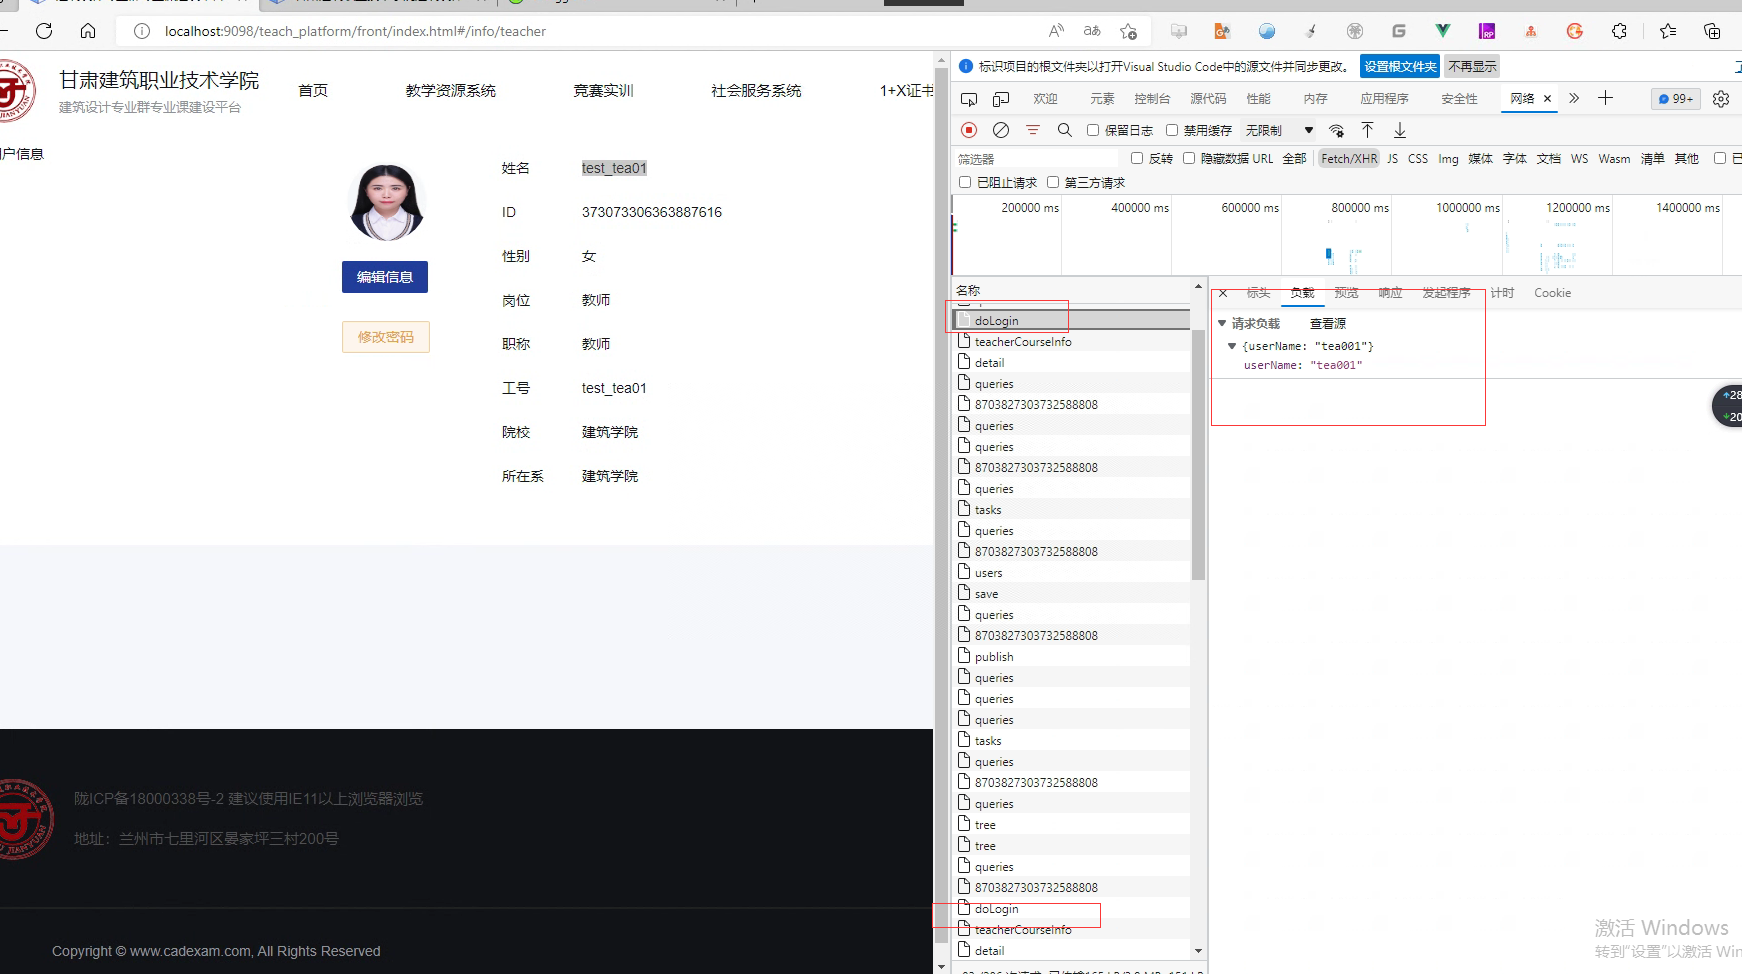 localhost:9098/teach_platform/front/index.html#/info/teacher
甘肃建筑职业技术学院
建筑设计专业群专业课建设平台
首页
教学资源系统
竞赛实训
社会服务系统
1+X证书
户信息
姓名 test_tea01
ID 373073306363887616
性别 女
编辑信息
岗位 教师
修改密码
职称 教师
工号 test_tea01
院校 建筑学院
所在系 建筑学院
陇ICP备18000338号-2 建议使用IE11以上浏览器浏览
地址：兰州市七里河区晏家坪三村200号
Copyright © www.cadexam.com, All Rights Reserved
标识项目的根文件夹以打开Visual Studio Code中的源文件并同步更改。 设置根文件夹 不再显示
欢迎 元素 控制台 源代码 性能 内存 应用程序 安全性 网络 99+
保留日志 禁用缓存 无限制
筛选器 反转 隐藏数据 URL 全部 Fetch/XHR JS CSS Img 媒体 字体 文档 WS Wasm 清单 其他 已
已阻止请求 第三方请求
200000 ms 400000 ms 600000 ms 800000 ms 1000000 ms 1200000 ms 1400000 ms
名称
doLogin
teacherCourseInfo
detail
queries
8703827303732588808
queries
queries
8703827303732588808
queries
tasks
queries
8703827303732588808
users
save
queries
8703827303732588808
publish
queries
queries
queries
tasks
queries
8703827303732588808
queries
tree
tree
queries
8703827303732588808
doLogin
teacherCourseInfo
detail
标头 负载 预览 响应 发起程序 计时 Cookie
请求负载 查看源
{userName: "tea001"}
userName: "tea001"
28
20
激活 Windows
转到"设置"以激活 Win